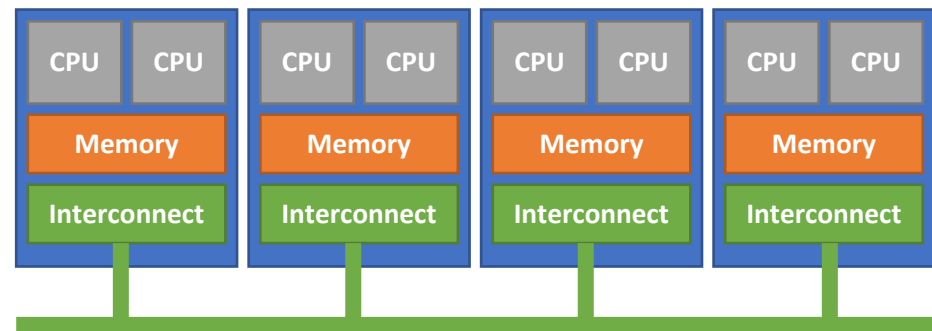 CPU CPU CPU CPU CPU CPU CPU CPU
Memory Memory Memory Memory
Interconnect Interconnect Interconnect Interconnect